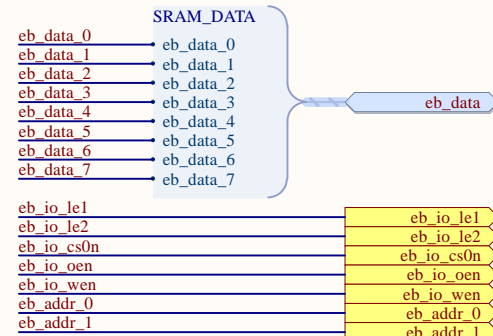 SRAM_DATA
eb_data_0 eb_data_0
eb_data_1 eb_data_1
eb_data_2 eb_data_2
eb_data_3 eb_data_3 eb_data
eb_data_4 eb_data_4
eb_data_5 eb_data_5
eb_data_6 eb_data_6
eb_data_7 eb_data_7
eb_io_le1 eb_io_le1
eb_io_le2 eb_io_le2
eb_io_cs0n eb_io_cs0n
eb_io_oen eb_io_oen
eb_io_wen eb_io_wen
eb_addr_0 eb_addr_0
eb_addr_1 eb_addr_1